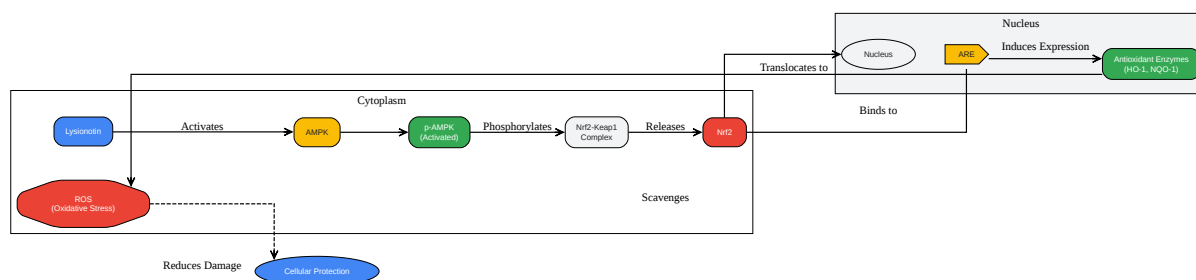 Nucleus
Induces Expression
Nucleus
ARE
Antioxidant Enzymes
(HO-1, NQO-1)
Translocates to
Cytoplasm
Binds to
Lysionotin
Activates
AMPK
p-AMPK
(Activated)
Phosphorylates
Nrf2-Keap1
Complex
Releases
Nrf2
ROS
(Oxidative Stress)
Scavenges
Reduces Damage
Cellular Protection